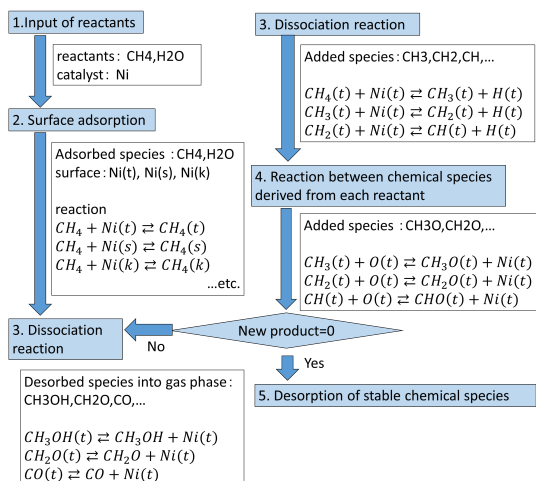 1.Input of reactants
reactants: CH4,H2O
catalyst: Ni
2. Surface adsorption
Adsorbed species :CH4,H2O
surface:Ni(t), Ni(s), Ni(k)
reaction
CH₄ + Ni(t) ⇄ CH₄(t)
CH₄ + Ni(s) ⇄ CH₄(s)
CH₄ + Ni(k) ⇄ CH₄(k)
...etc.
3. Dissociation
reaction
Desorbed species into gas phase:
CH3OH,CH2O,CO,...
CH₃OH(t) ⇄ CH₃OH + Ni(t)
CH₂O(t) ⇄ CH₂O + Ni(t)
CO(t) ⇄ CO + Ni(t)
3. Dissociation reaction
Added species:CH3,CH2,CH,...
CH₄(t) + Ni(t) ⇄ CH₃(t) + H(t)
CH₃(t) + Ni(t) ⇄ CH₂(t) + H(t)
CH₂(t) + Ni(t) ⇄ CH(t) + H(t)
4. Reaction between chemical species
derived from each reactant
Added species :CH3O,CH2O,...
CH₃(t) + O(t) ⇄ CH₃O(t) + Ni(t)
CH₂(t) + O(t) ⇄ CH₂O(t) + Ni(t)
CH(t) + O(t) ⇄ CHO(t) + Ni(t)
New product=0
No
Yes
5. Desorption of stable chemical species